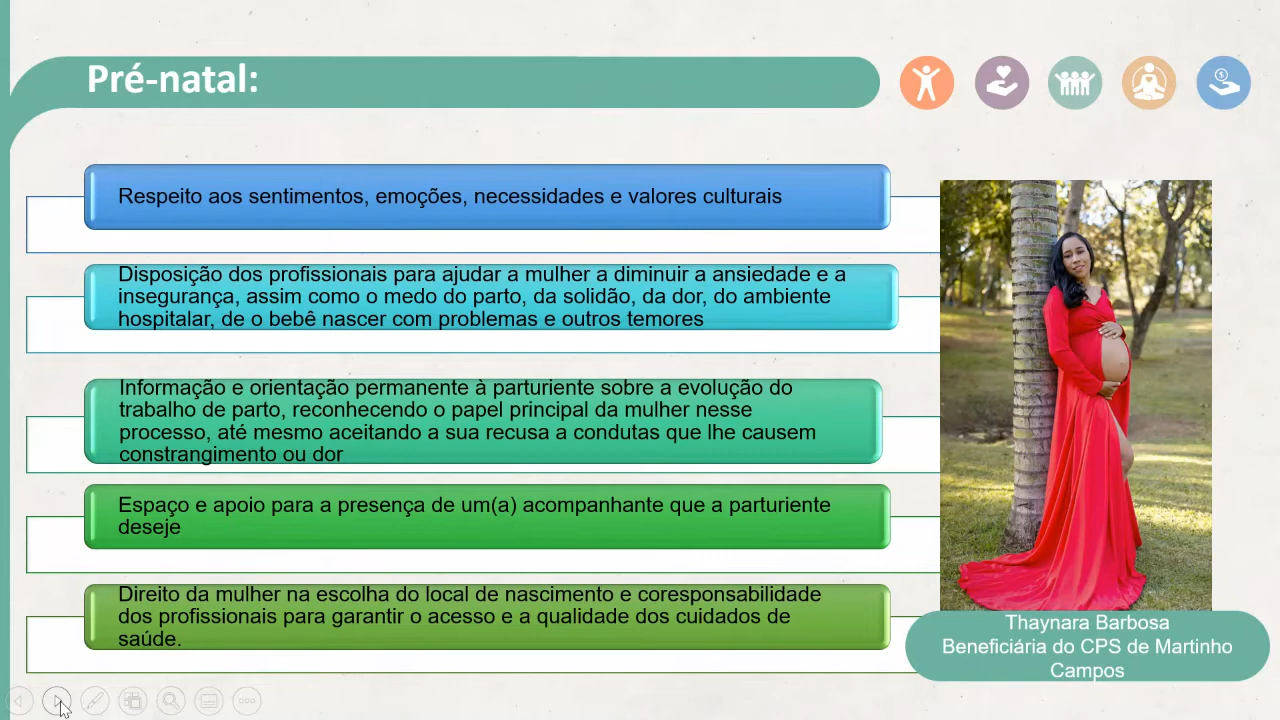 Pré-natal:
Respeito aos sentimentos, emoções, necessidades e valores culturais
Disposição dos profissionais para ajudar a mulher a diminuir a ansiedade e a
insegurança, assim como o medo do parto, da solidão, da dor, do ambiente
hospitalar, de o bebê nascer com problemas e outros temores
Informação e orientação permanente à parturiente sobre a evolução do
trabalho de parto, reconhecendo o papel principal da mulher nesse
processo, até mesmo aceitando a sua recusa a condutas que lhe causem
constrangimento ou dor
Espaço e apoio para a presença de um(a) acompanhante que a parturiente
deseje
Direito da mulher na escolha do local de nascimento e coresponsabilidade
dos profissionais para garantir o acesso e a qualidade dos cuidados de
saúde.
Thaynara Barbosa
Beneficiária do CPS de Martinho
Campos